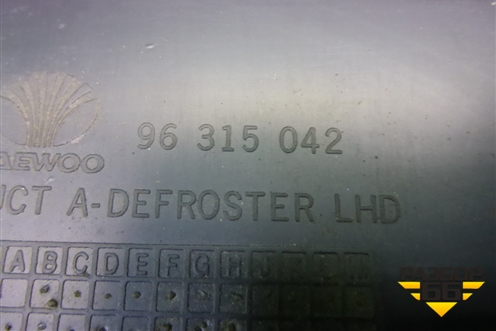 96 315 042
AEWOO
UCT A-DEFROSTER LHD
A B C D E F G H